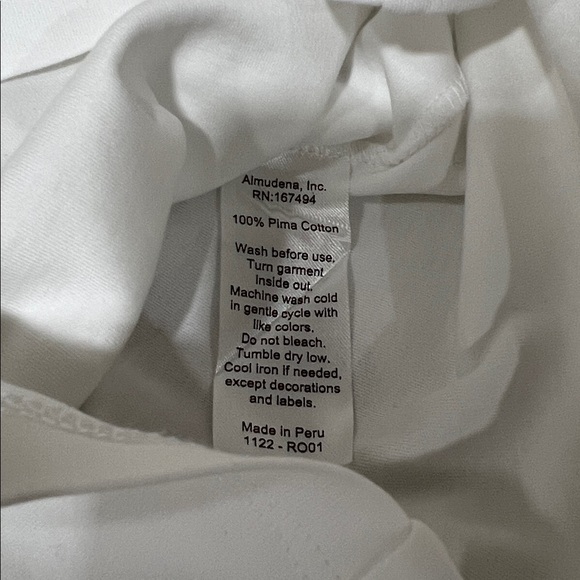 Almudena, Inc.
RN:167494
100% Pima Cotton
Wash before use.
Turn garment
Inside out.
Machine wash cold
in gentle cycle with
like colors.
Do not bleach.
Tumble dry low.
Cool iron if needed,
except decorations
and labels.
Made in Peru
1122 - RO01